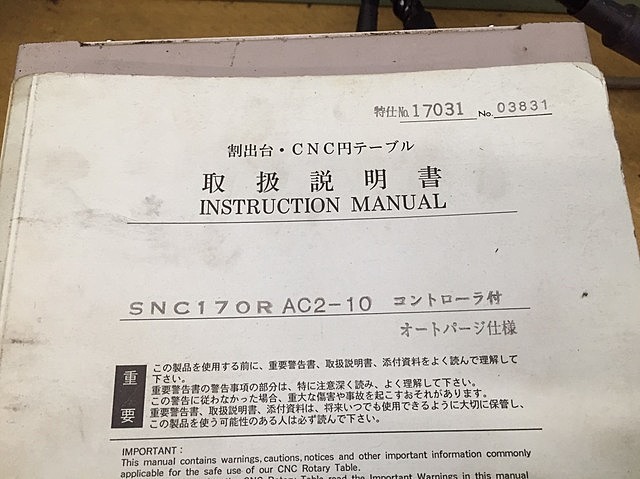 特仕No.17031 No. 03831
割出台・CNC円テーブル
取扱説明書
INSTRUCTION MANUAL
SNC170R AC2-10 コントローラ付
オートパージ仕様
重要
この製品を使用する前に、重要警告書、取扱説明書、添付資料をよく読んで理解して
下さい。
重要警告書の警告事項の部分は、特に注意深く読み、よく理解して下さい。
この警告に従わなかった場合、重大な傷害や事故を起こすおそれがあります。
重要警告書、取扱説明書、添付資料は、将来いつでも使用できるように大切に保管し、
この製品を使う可能性のある人は必ず読んで下さい。
IMPORTANT :
This manual contains warnings, cautions, notices and other important information commonly
applicable for the safe use of our CNC Rotary Table.
CNC Rotary Table read the Important Warnings in this manual